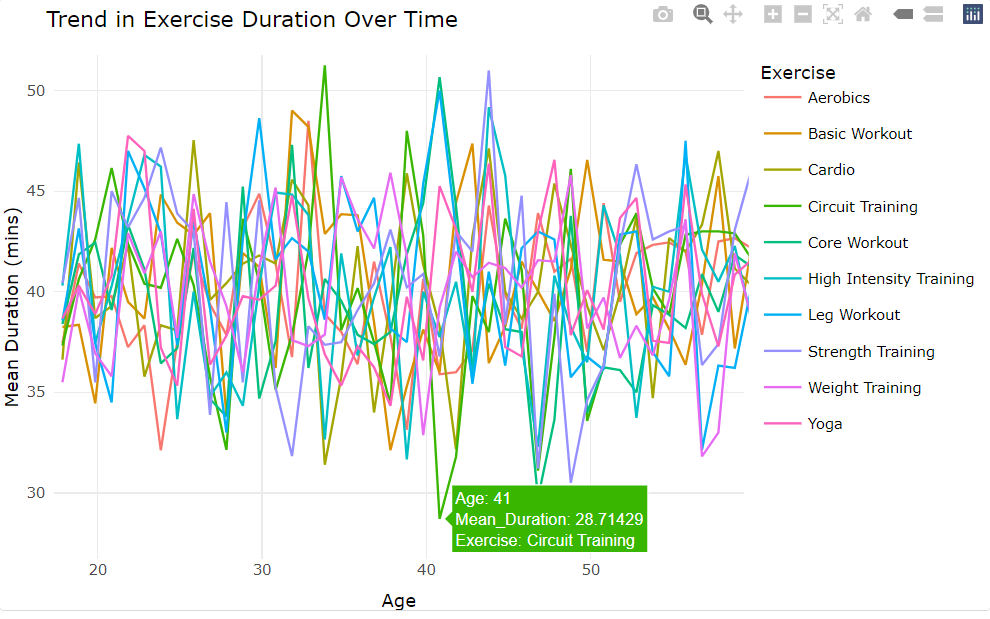 Trend in Exercise Duration Over Time
Mean Duration (mins)
50
45
40
35
30
20
30
40
50
Age
Age: 41
Mean_Duration: 28.71429
Exercise: Circuit Training
Exercise
Aerobics
Basic Workout
Cardio
Circuit Training
Core Workout
High Intensity Training
Leg Workout
Strength Training
Weight Training
Yoga